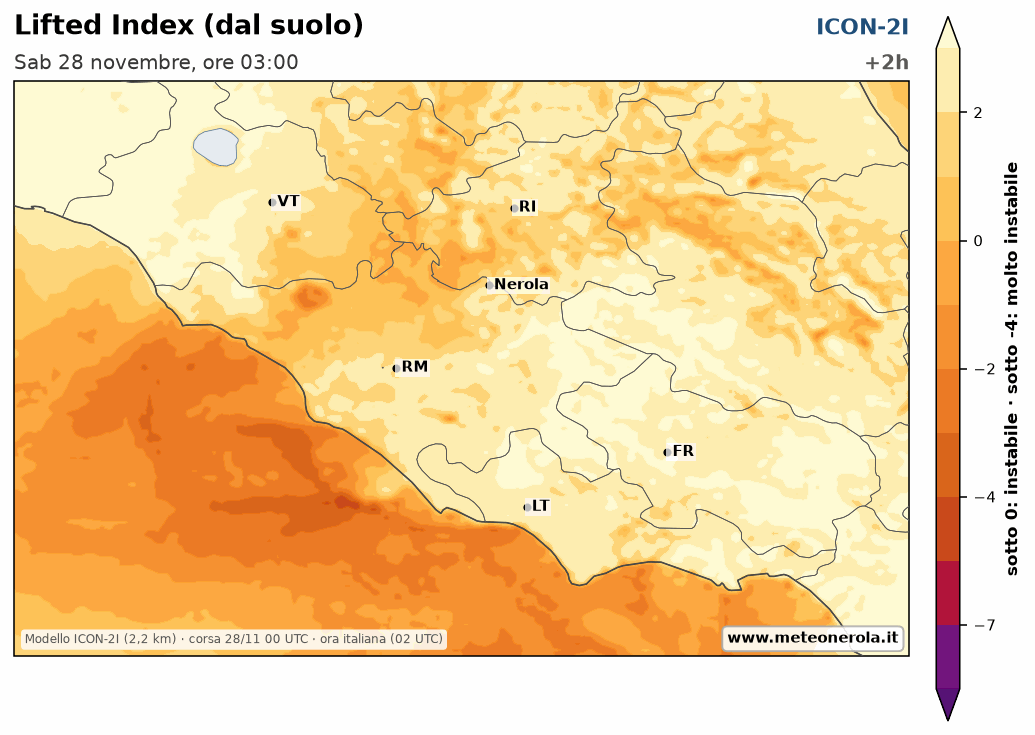 Lifted Index (dal suolo)
ICON-2I
Sab 28 novembre, ore 03:00
+2h
VT
RI
Nerola
RM
FR
LT
Modello ICON-2I (2,2 km) · corsa 28/11 00 UTC · ora italiana (02 UTC)
www.meteonerola.it
2
0
−2
−4
−7
sotto 0: instabile · sotto -4: molto instabile